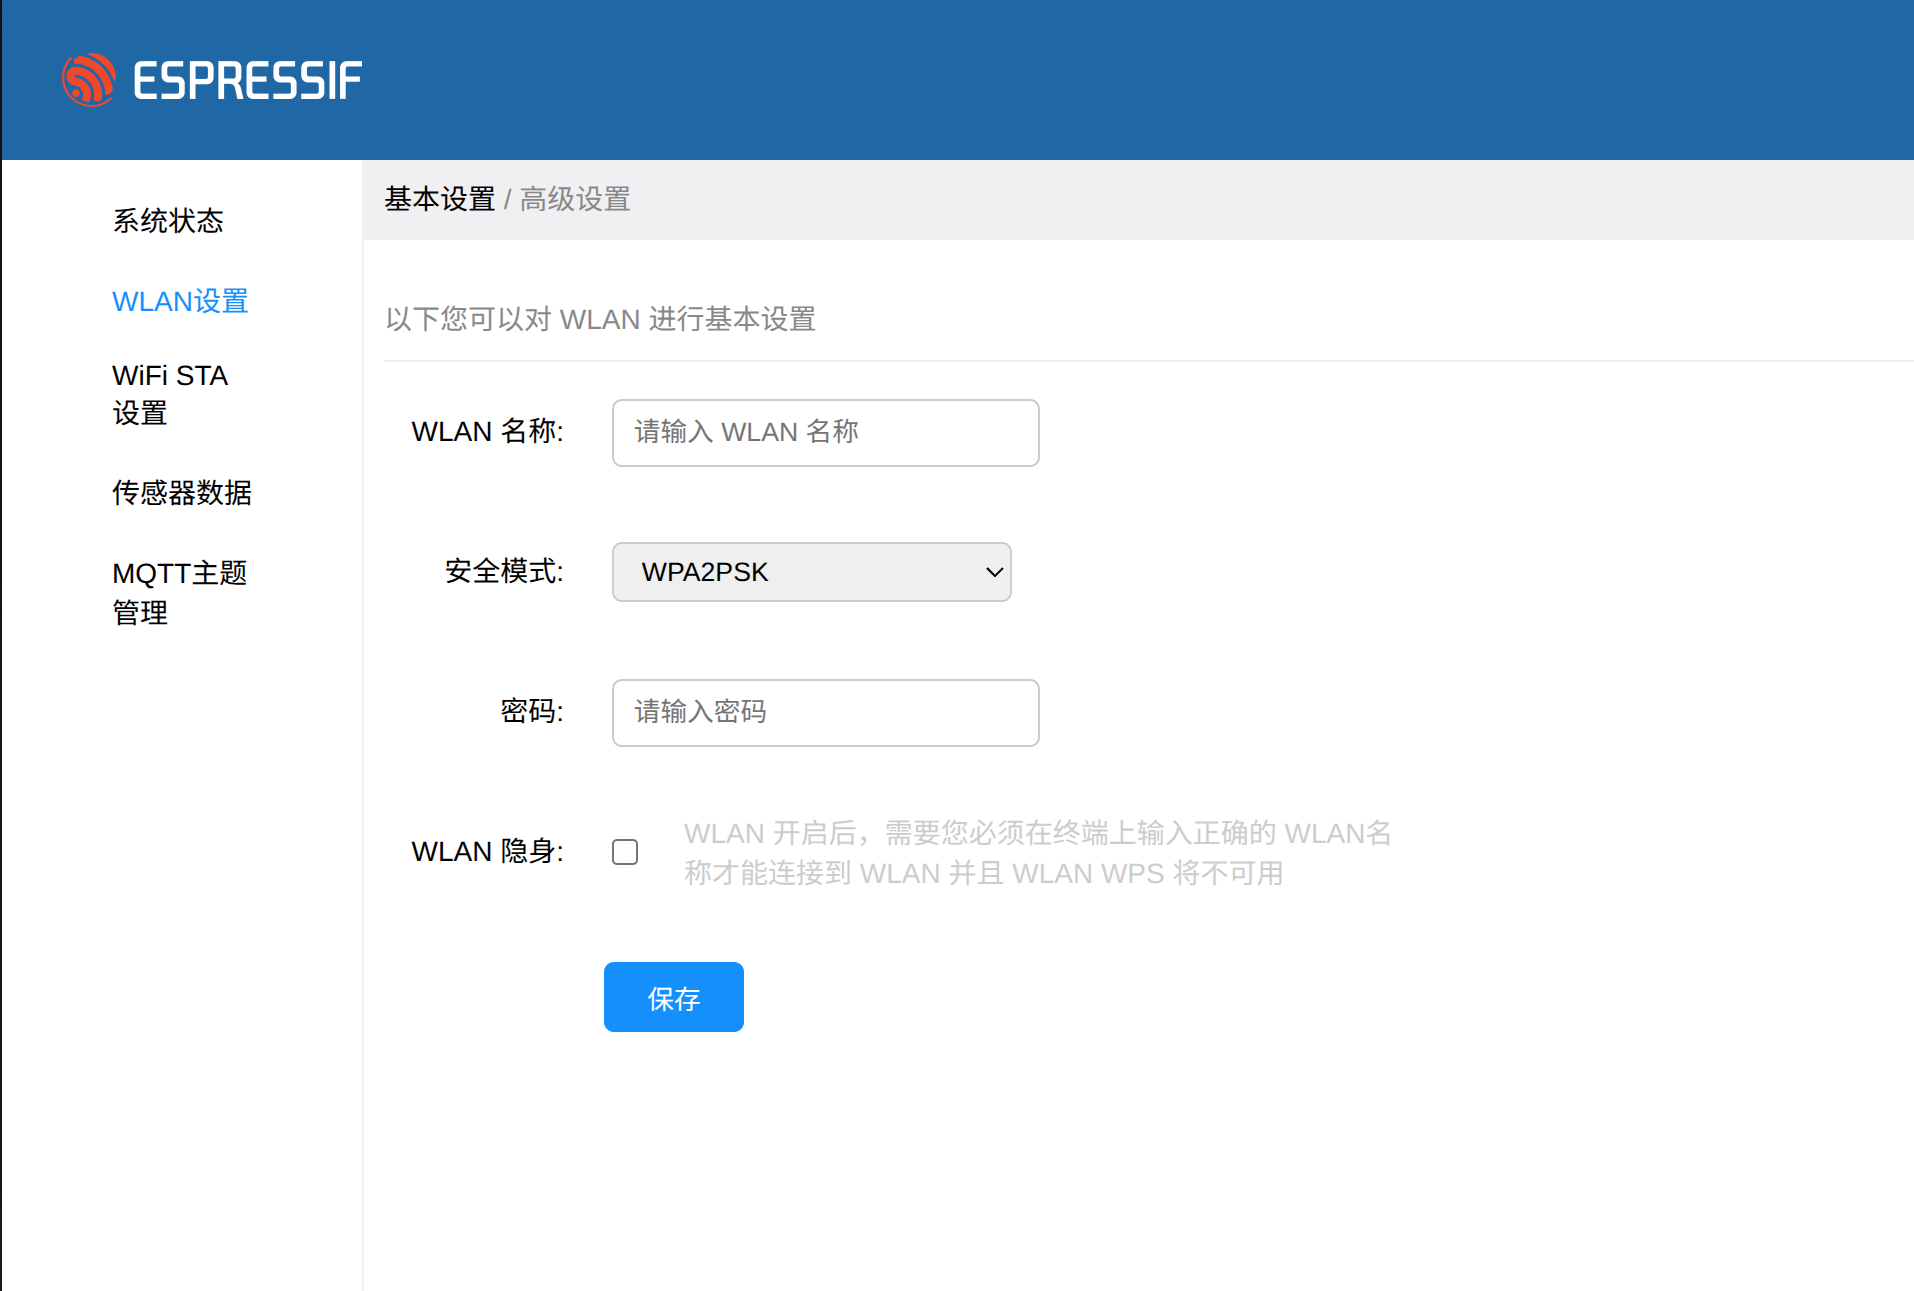 ESPRESSIF
系统状态
WLAN设置
WiFi STA
设置
传感器数据
MQTT主题
管理
基本设置 / 高级设置
以下您可以对 WLAN 进行基本设置
WLAN 名称: 请输入 WLAN 名称
安全模式: WPA2PSK
密码: 请输入密码
WLAN 隐身: WLAN 开启后，需要您必须在终端上输入正确的 WLAN名
称才能连接到 WLAN 并且 WLAN WPS 将不可用
保存